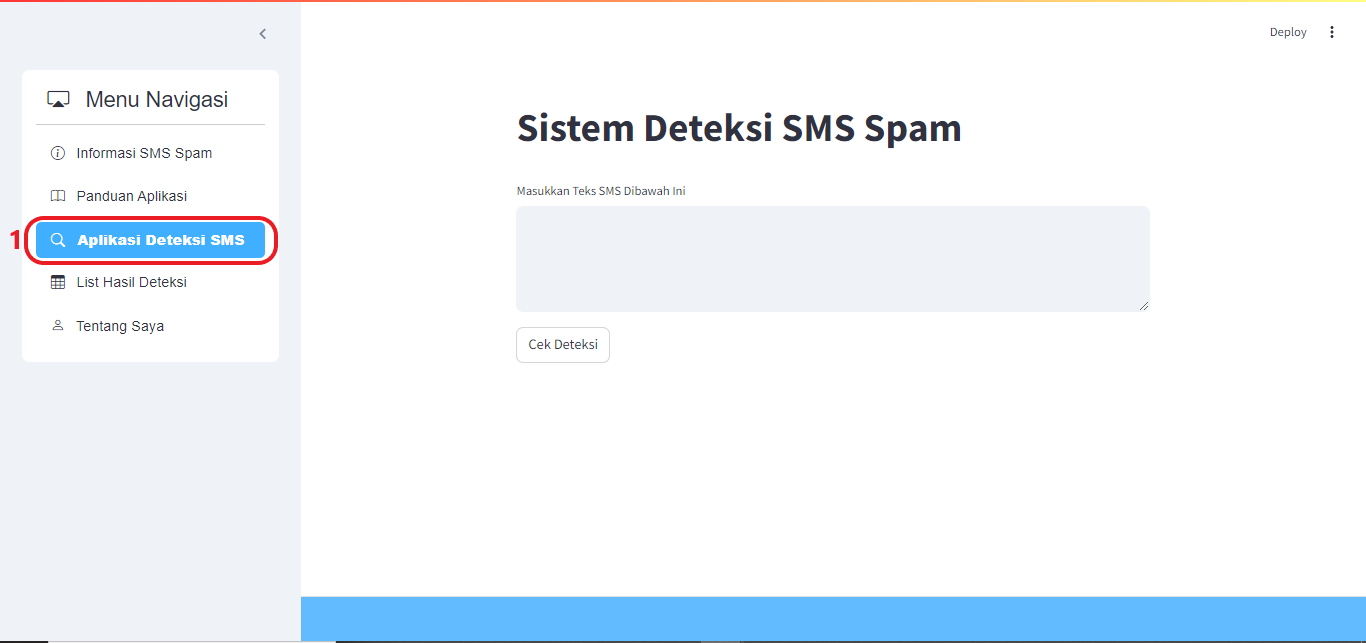 Menu Navigasi
Informasi SMS Spam
Panduan Aplikasi
1
Aplikasi Deteksi SMS
List Hasil Deteksi
Tentang Saya
Deploy
Sistem Deteksi SMS Spam
Masukkan Teks SMS Dibawah Ini
Cek Deteksi